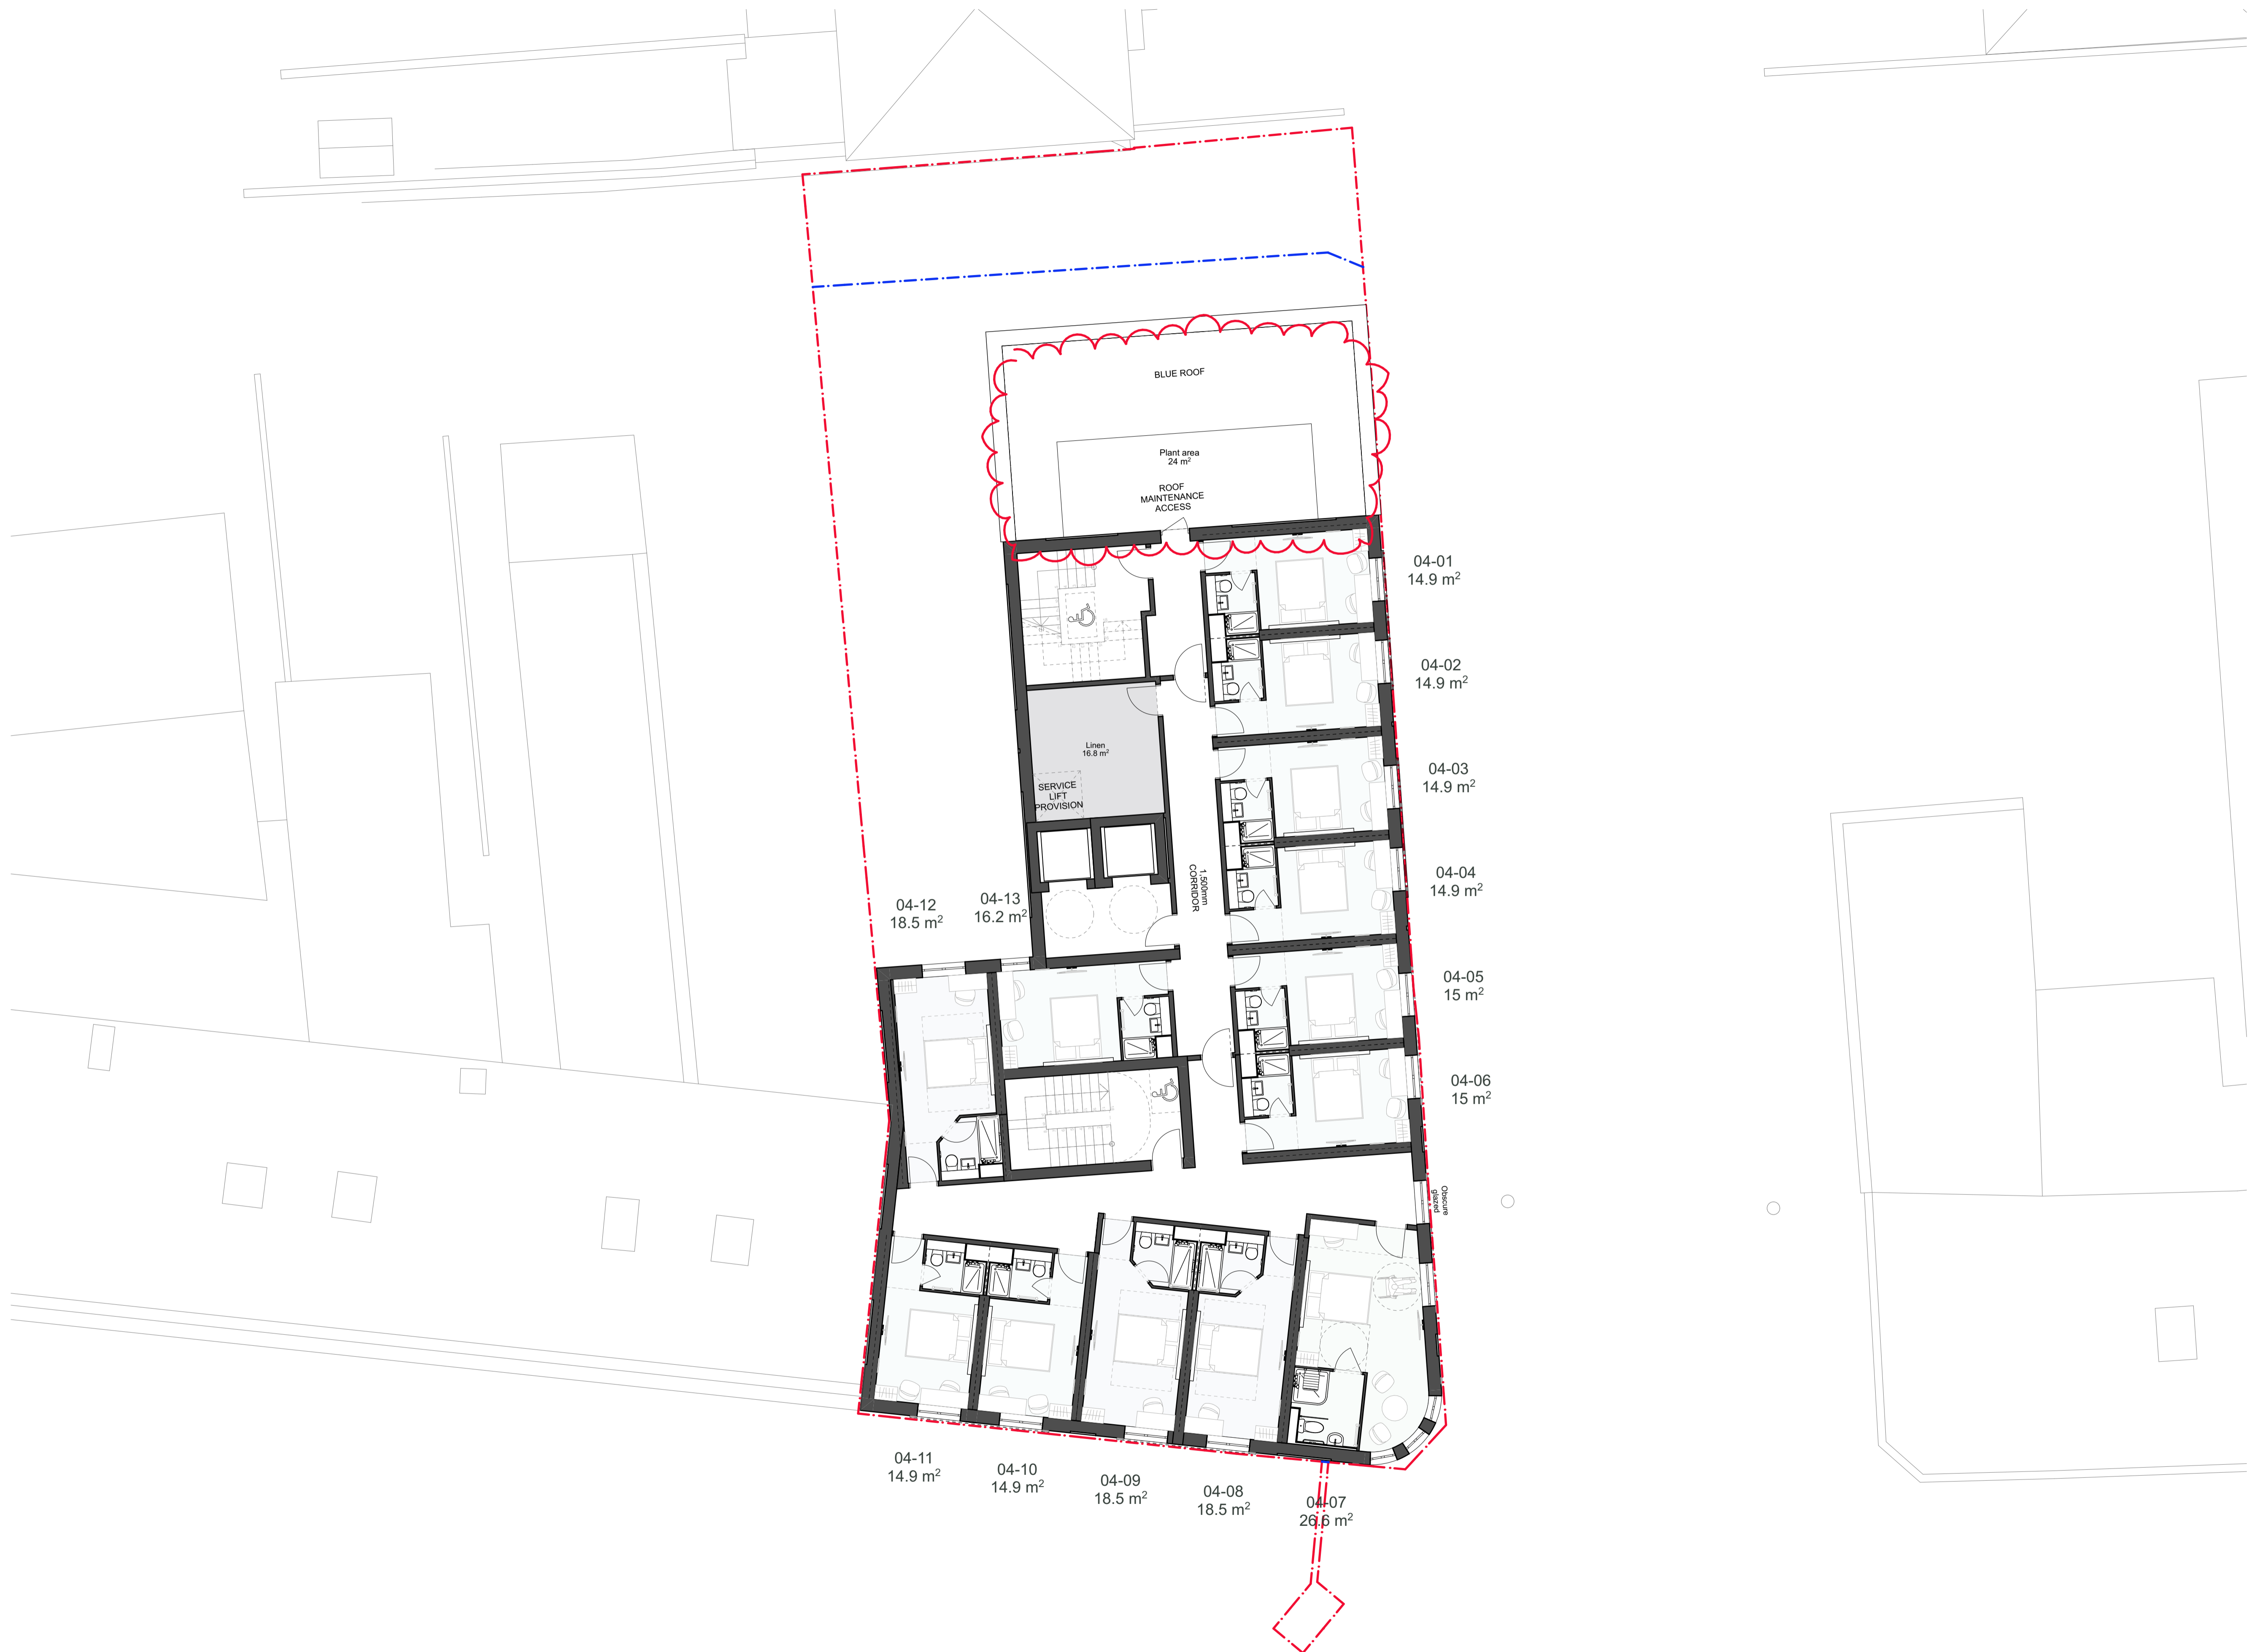 BLUE ROOF
Plant area
24 m²
ROOF
MAINTENANCE
ACCESS
04-01
14.9 m²
04-02
14.9 m²
Linen
16.8 m²
04-03
14.9 m²
SERVICE
LIFT
PROVISION
1,500mm
CORRIDOR
04-04
14.9 m²
04-12
18.5 m²
04-13
16.2 m²
04-05
15 m²
04-06
15 m²
Obscure
glazed
04-11
14.9 m²
04-10
14.9 m²
04-09
18.5 m²
04-08
18.5 m²
04-07
26.6 m²